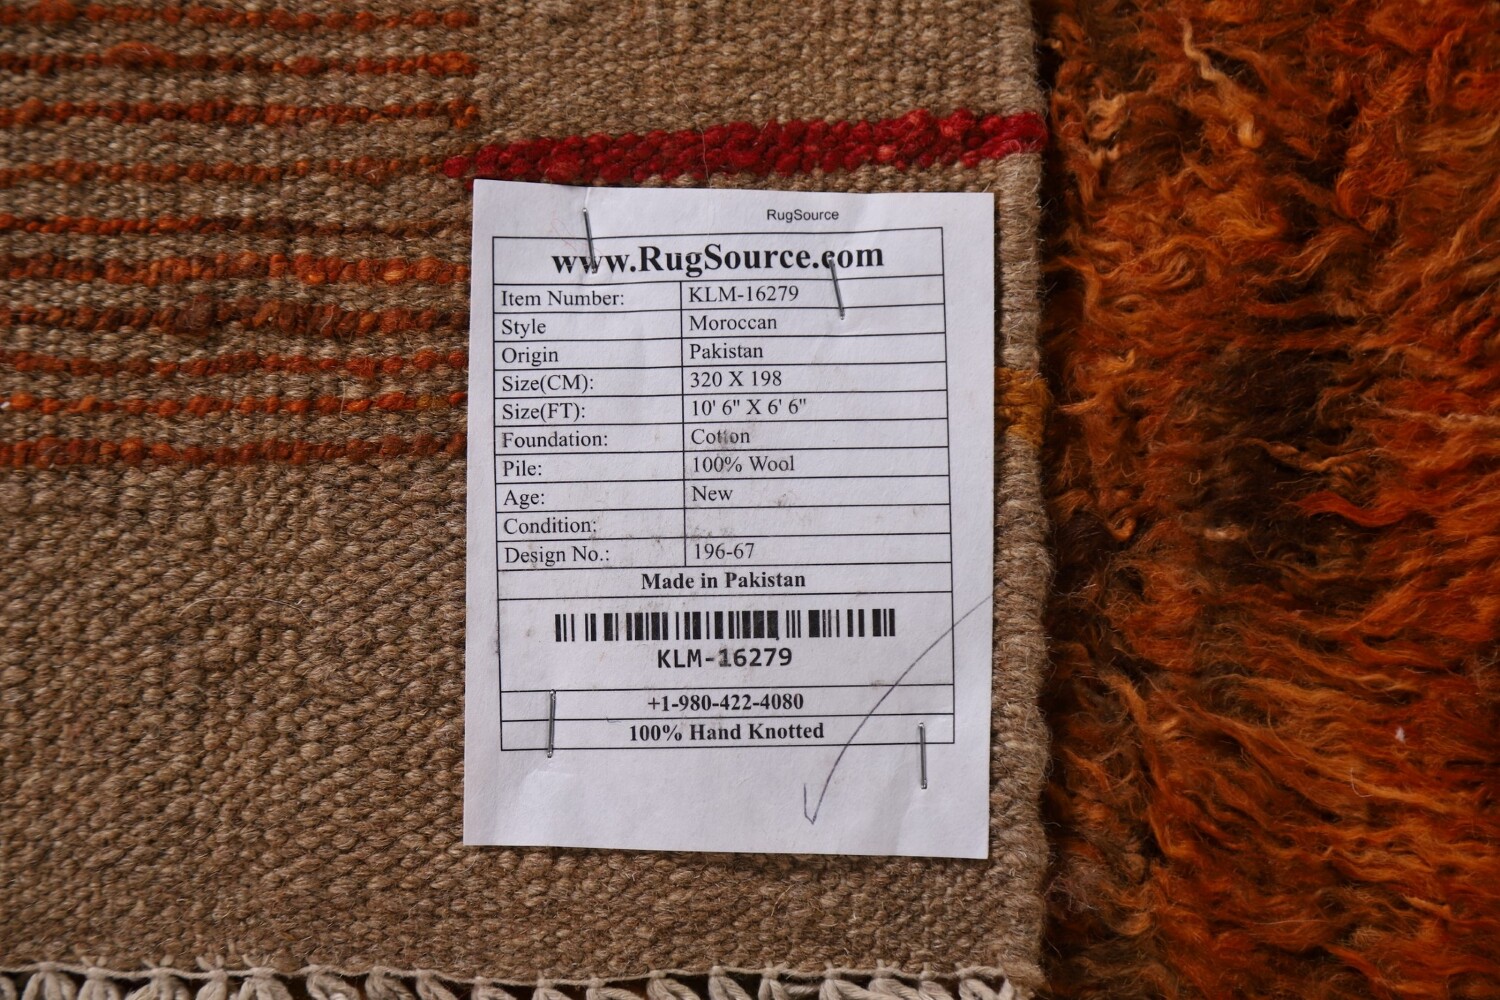 RugSource
www.RugSource.com
Item Number: KLM-16279
Style Moroccan
Origin Pakistan
Size(CM): 320 X 198
Size(FT): 10' 6" X 6' 6"
Foundation: Cotton
Pile: 100% Wool
Age: New
Condition:
Design No.: 196-67
Made in Pakistan
KLM-16279
+1-980-422-4080
100% Hand Knotted